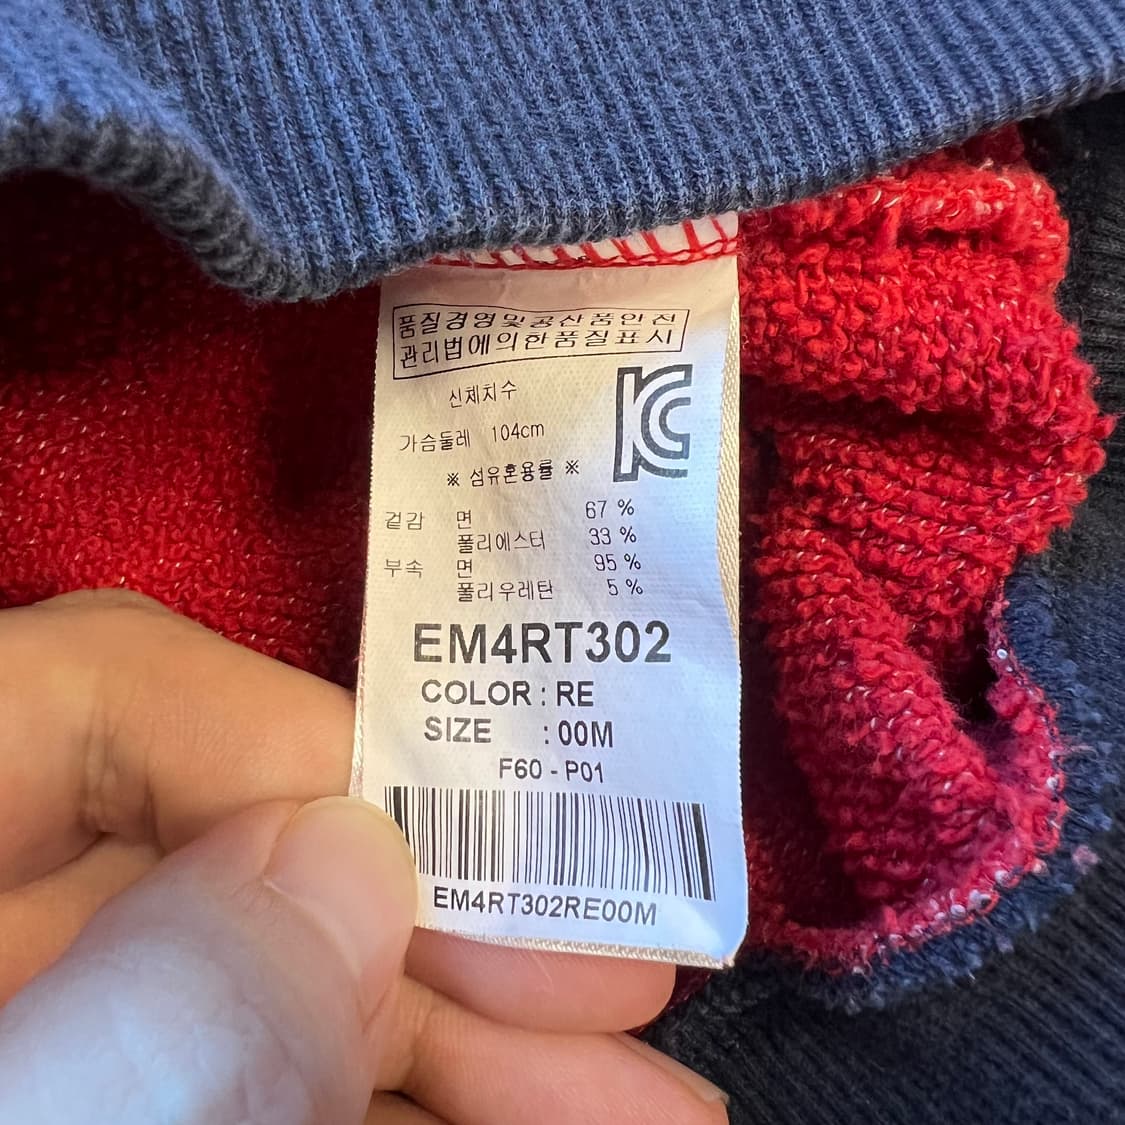 품질경영및공산품안전
관리법에의한품질표시
신체치수
가슴둘레 104cm
※ 섬유혼용률 ※
겉감 면 67 %
폴리에스터 33 %
부속 면 95 %
폴리우레탄 5 %
EM4RT302
COLOR : RE
SIZE : 00M
F60 - P01
EM4RT302RE00M